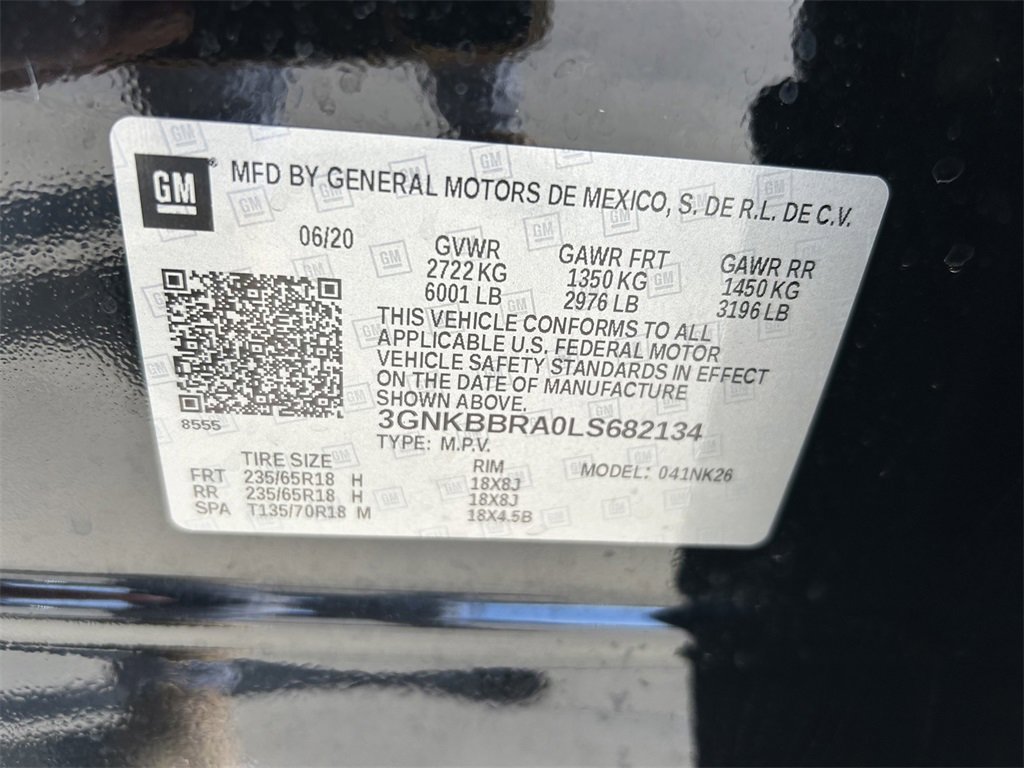 GM ® MFD BY GENERAL MOTORS DE MEXICO, S. DE R.L. DE C.V.
06/20 GVWR GAWR FRT GAWR RR
2722 KG 1350 KG 1450 KG
6001 LB 2976 LB 3196 LB
THIS VEHICLE CONFORMS TO ALL
APPLICABLE U.S. FEDERAL MOTOR
VEHICLE SAFETY STANDARDS IN EFFECT
ON THE DATE OF MANUFACTURE
SHOWN ABOVE.
8555
3GNKBBRA0LS682134
TYPE: M.P.V.
TIRE SIZE RIM MODEL: 041NK26
FRT 235/65R18 H 18X8J
RR 235/65R18 H 18X8J
SPA T135/70R18 M 18X4.5B